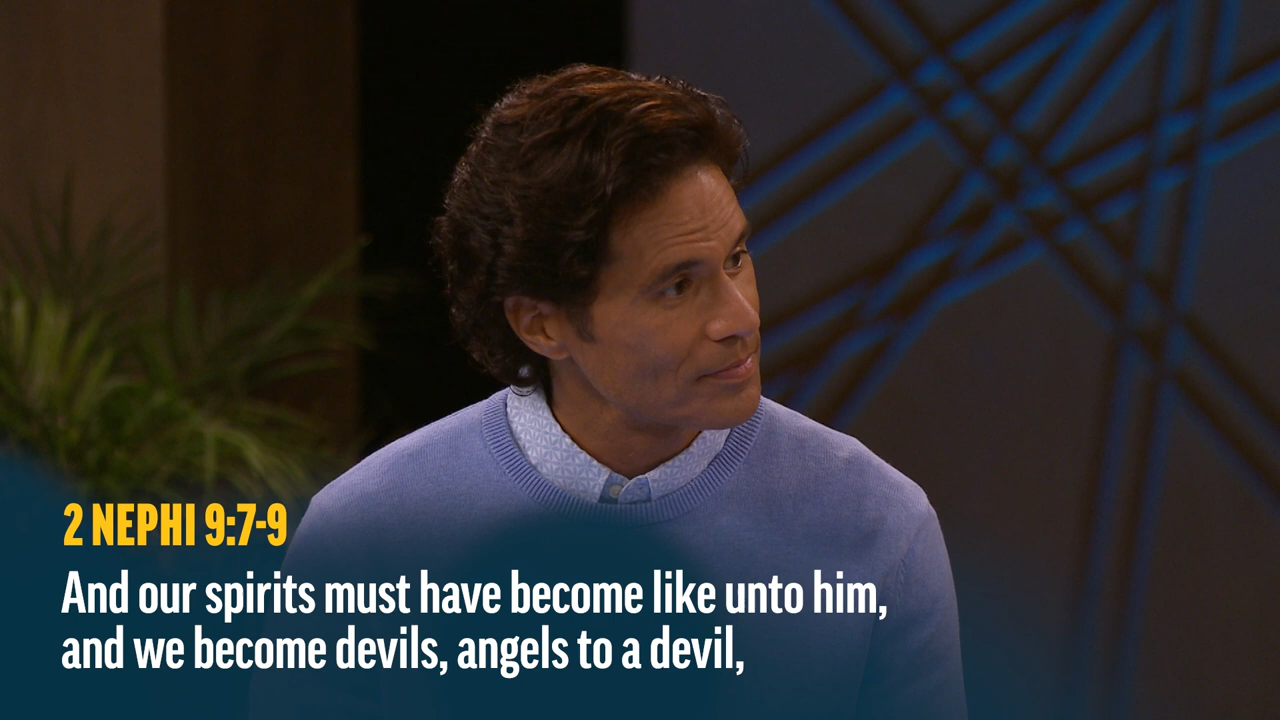 2 NEPHI 9:7-9
And our spirits must have become like unto him,
and we become devils, angels to a devil,